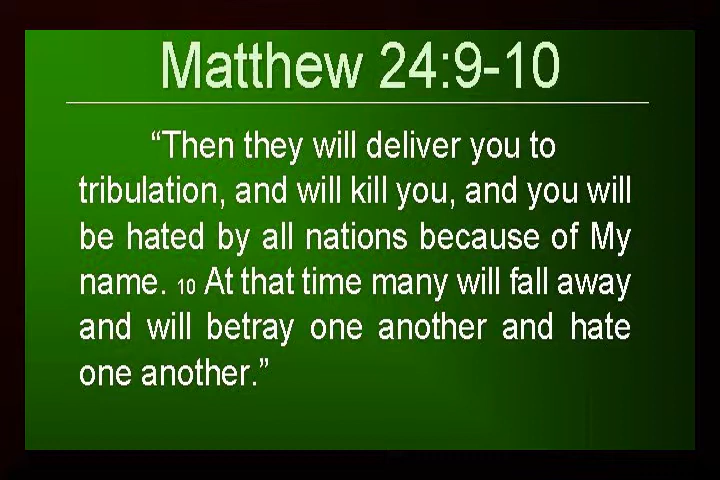 Matthew 24:9-10
“Then they will deliver you to
tribulation, and will kill you, and you will
be hated by all nations because of My
name. 10 At that time many will fall away
and will betray one another and hate
one another.”